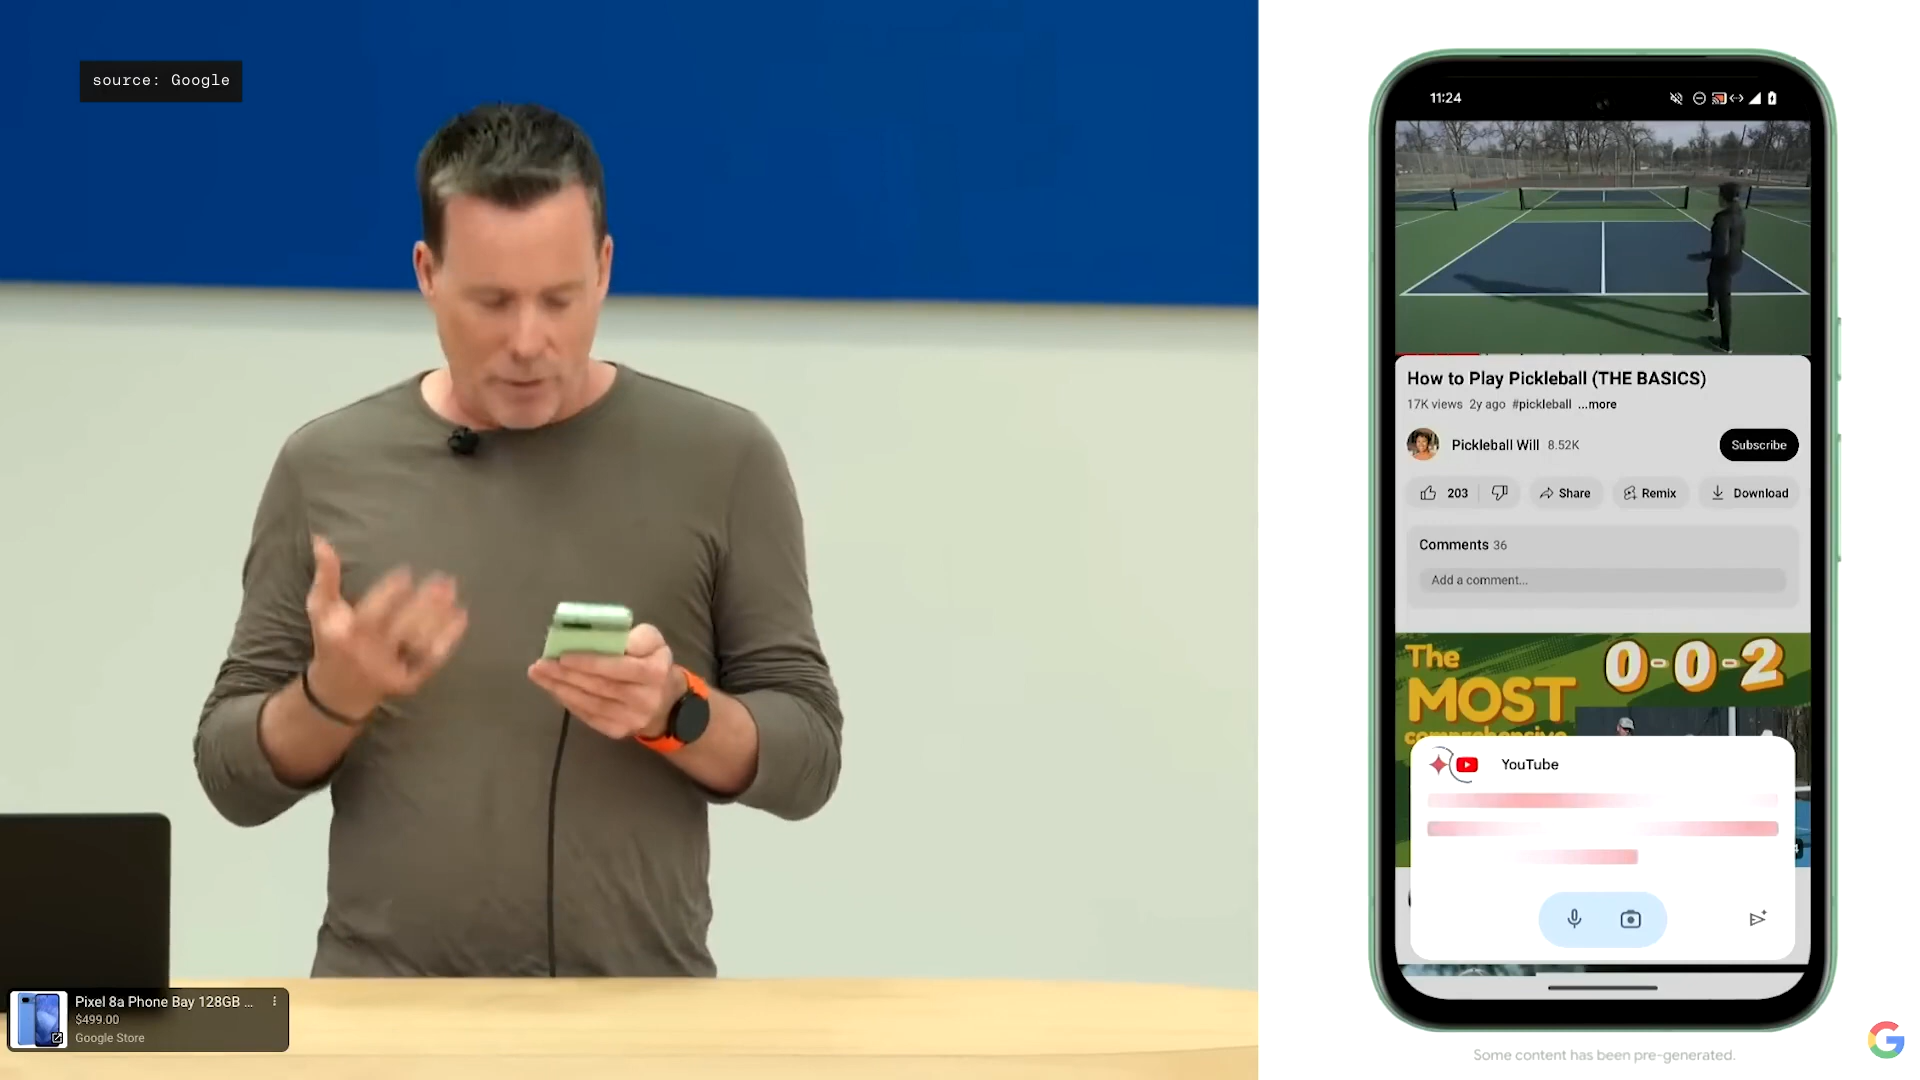 source: Google
11:24
How to Play Pickleball (THE BASICS)
17K views 2y ago #pickleball ...more
Pickleball Will 8.52K
Subscribe
203
Share
Remix
Download
Comments 36
Add a comment...
The
MOST
comprehensive
0-0-2
YouTube
Pixel 8a Phone Bay 128GB ...
$499.00
Google Store
Some content has been pre-generated.